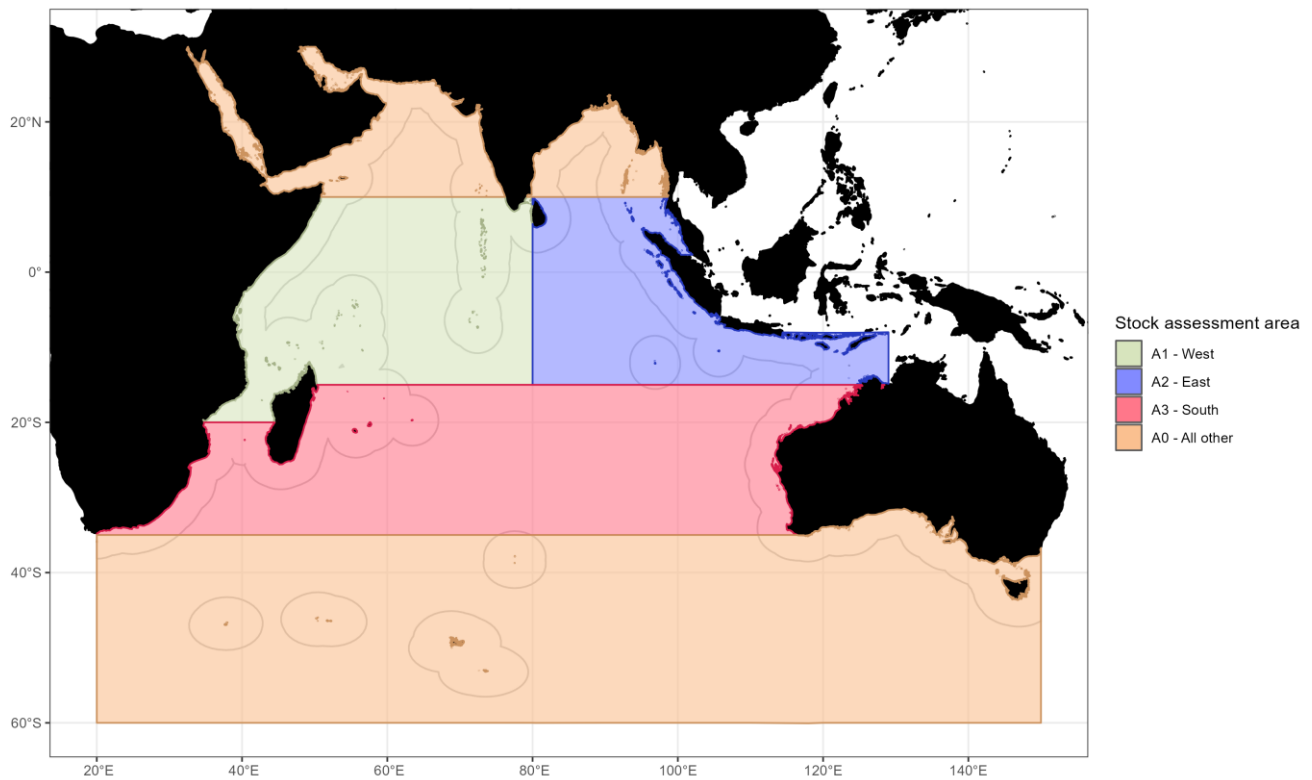 20°N
0°
20°S
40°S
60°S
20°E
40°E
60°E
80°E
100°E
120°E
140°E
Stock assessment area
A1 - West
A2 - East
A3 - South
A0 - All other